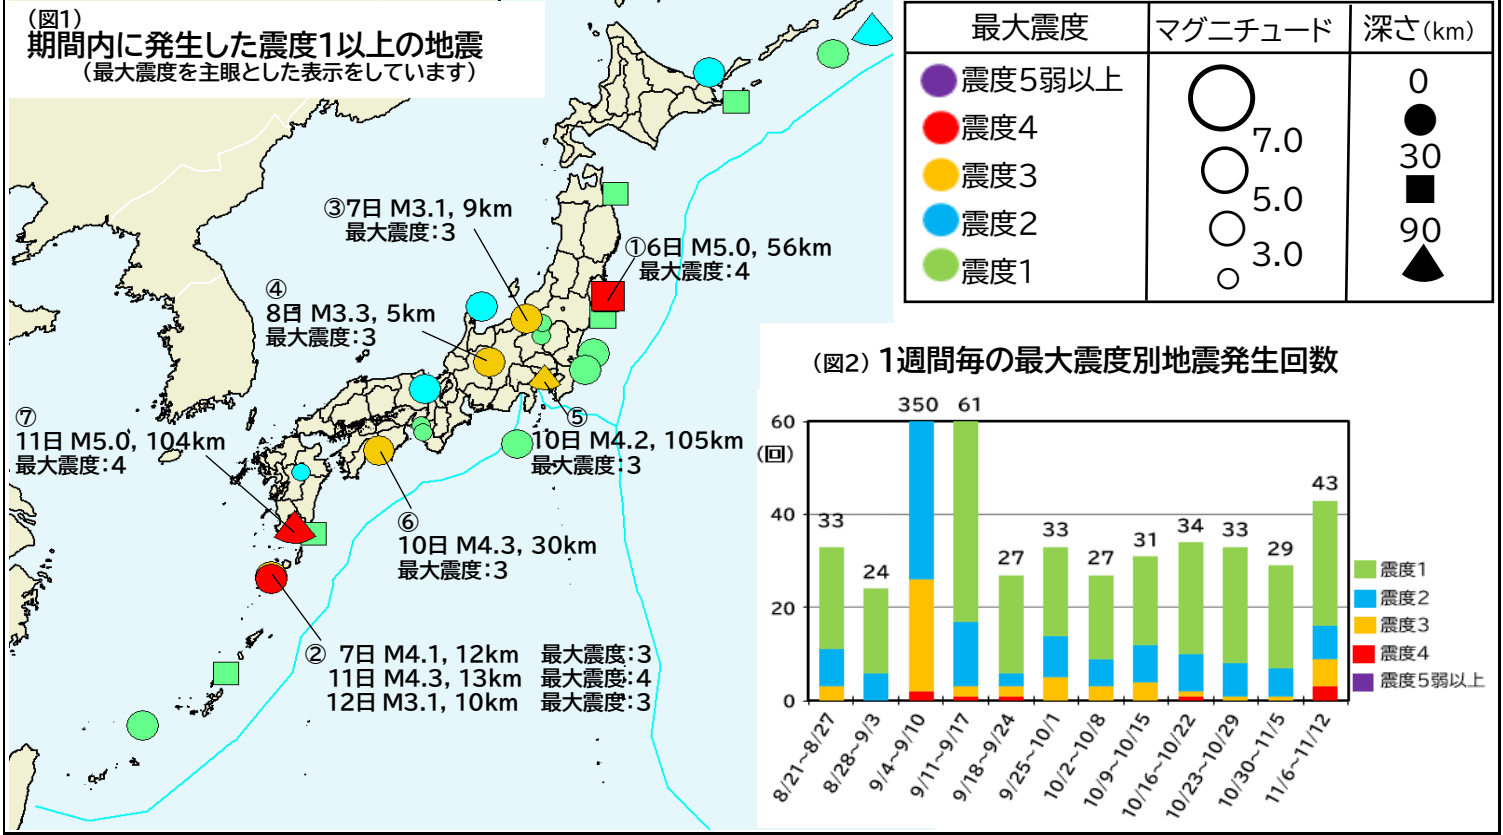 (図1)
期間内に発生した震度1以上の地震
(最大震度を主眼とした表示をしています)
③7日 M3.1, 9km
最大震度:3
①6日 M5.0, 56km
最大震度:4
④
8日 M3.3, 5km
最大震度:3
⑦
11日 M5.0, 104km
最大震度:4
⑤
10日 M4.2, 105km
最大震度:3
⑥
10日 M4.3, 30km
最大震度:3
② 7日 M4.1, 12km 最大震度:3
11日 M4.3, 13km 最大震度:4
12日 M3.1, 10km 最大震度:3
最大震度 マグニチュード 深さ(km)
震度5弱以上
震度4
震度3
震度2
震度1
7.0
5.0
3.0
0
30
90
(図2) 1週間毎の最大震度別地震発生回数
60
(回)
40
20
0
33
24
350
61
27
33
27
31
34
33
29
43
8/21~8/27
8/28~9/3
9/4~9/10
9/11~9/17
9/18~9/24
9/25~10/1
10/2~10/8
10/9~10/15
10/16~10/22
10/23~10/29
10/30~11/5
11/6~11/12
震度1
震度2
震度3
震度4
震度5弱以上